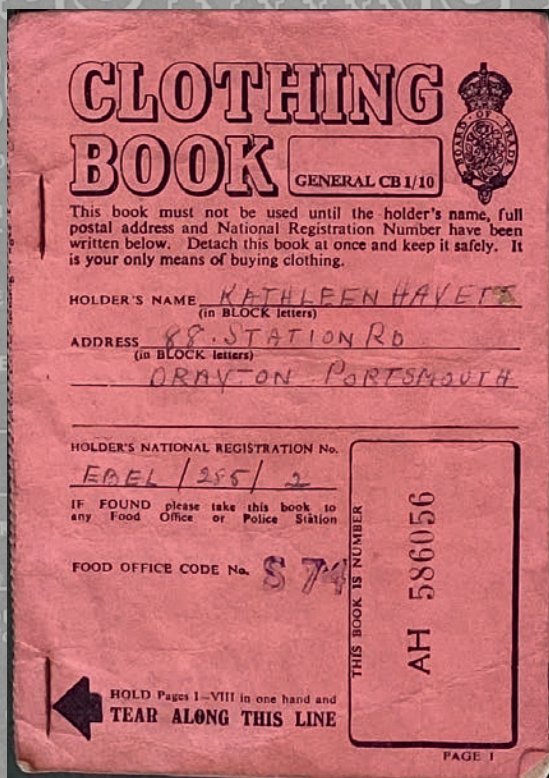 CLOTHING
BOOK
GENERAL CB 1/10
BOARD · OF · TRADE
This book must not be used until the holder's name, full
postal address and National Registration Number have been
written below. Detach this book at once and keep it safely. It
is your only means of buying clothing.
HOLDER'S NAME KATHLEEN
(in BLOCK letters)
ADDRESS 88. STATION RD
(in BLOCK letters)
DRAYTON PORTSMOUTH
HOLDER'S NATIONAL REGISTRATION No.
EBEL / 285 / 2
IF FOUND please take this book to
any Food Office or Police Station
FOOD OFFICE CODE No. S 74
THIS BOOK IS NUMBER
AH 586056
HOLD Pages I—VIII in one hand and
TEAR ALONG THIS LINE
PAGE I